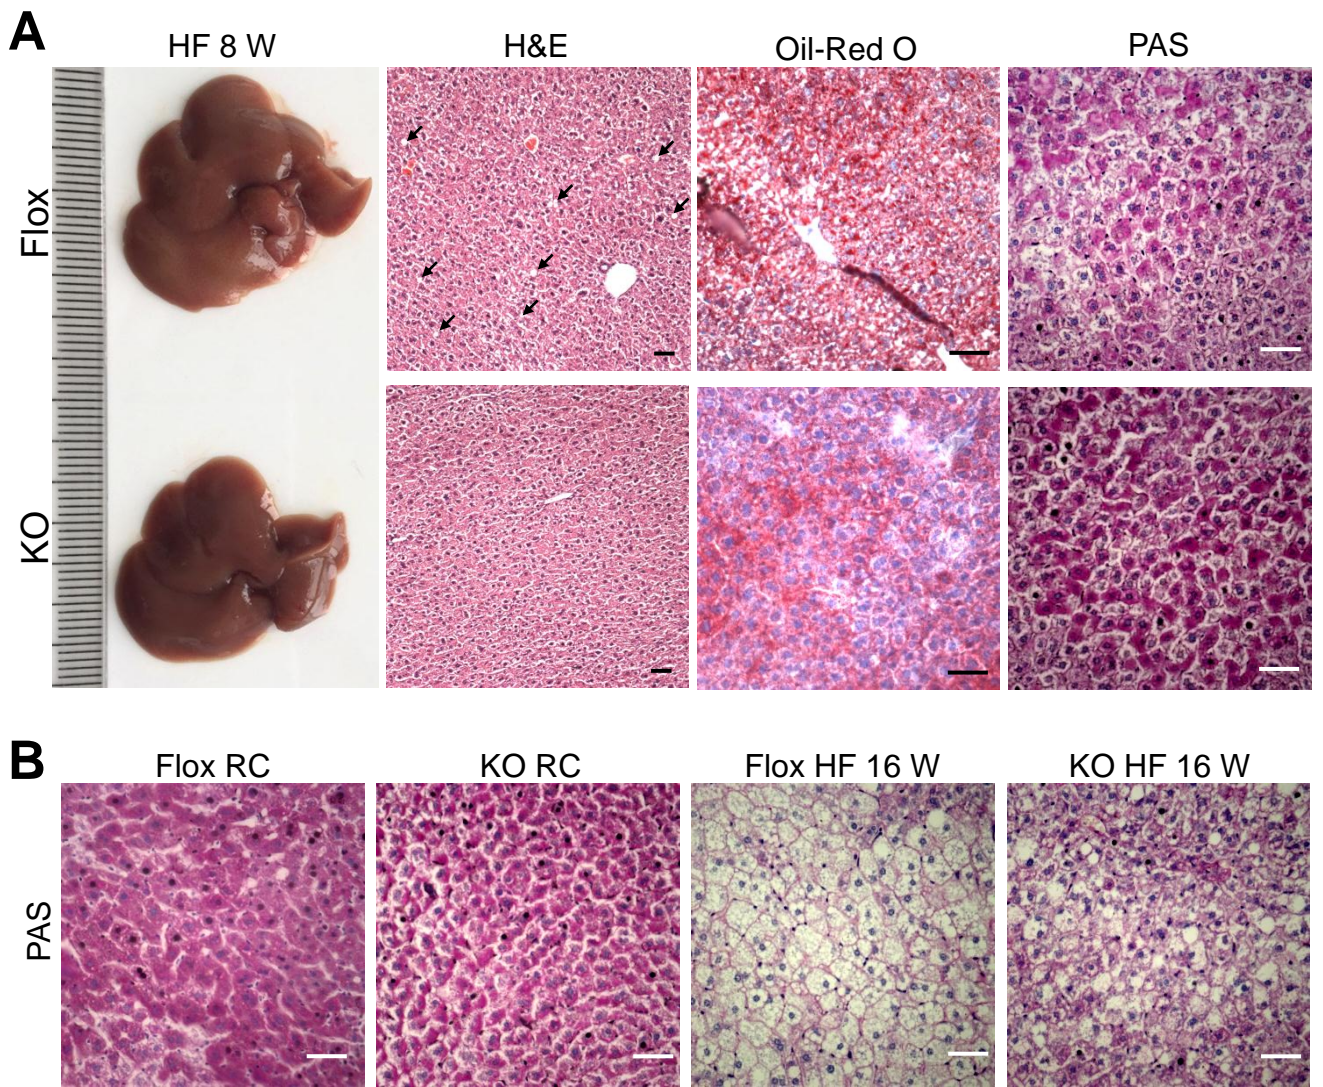 A
HF 8 W
H&E
Oil-Red O
PAS
Flox
KO
B
Flox RC
KO RC
Flox HF 16 W
KO HF 16 W
PAS